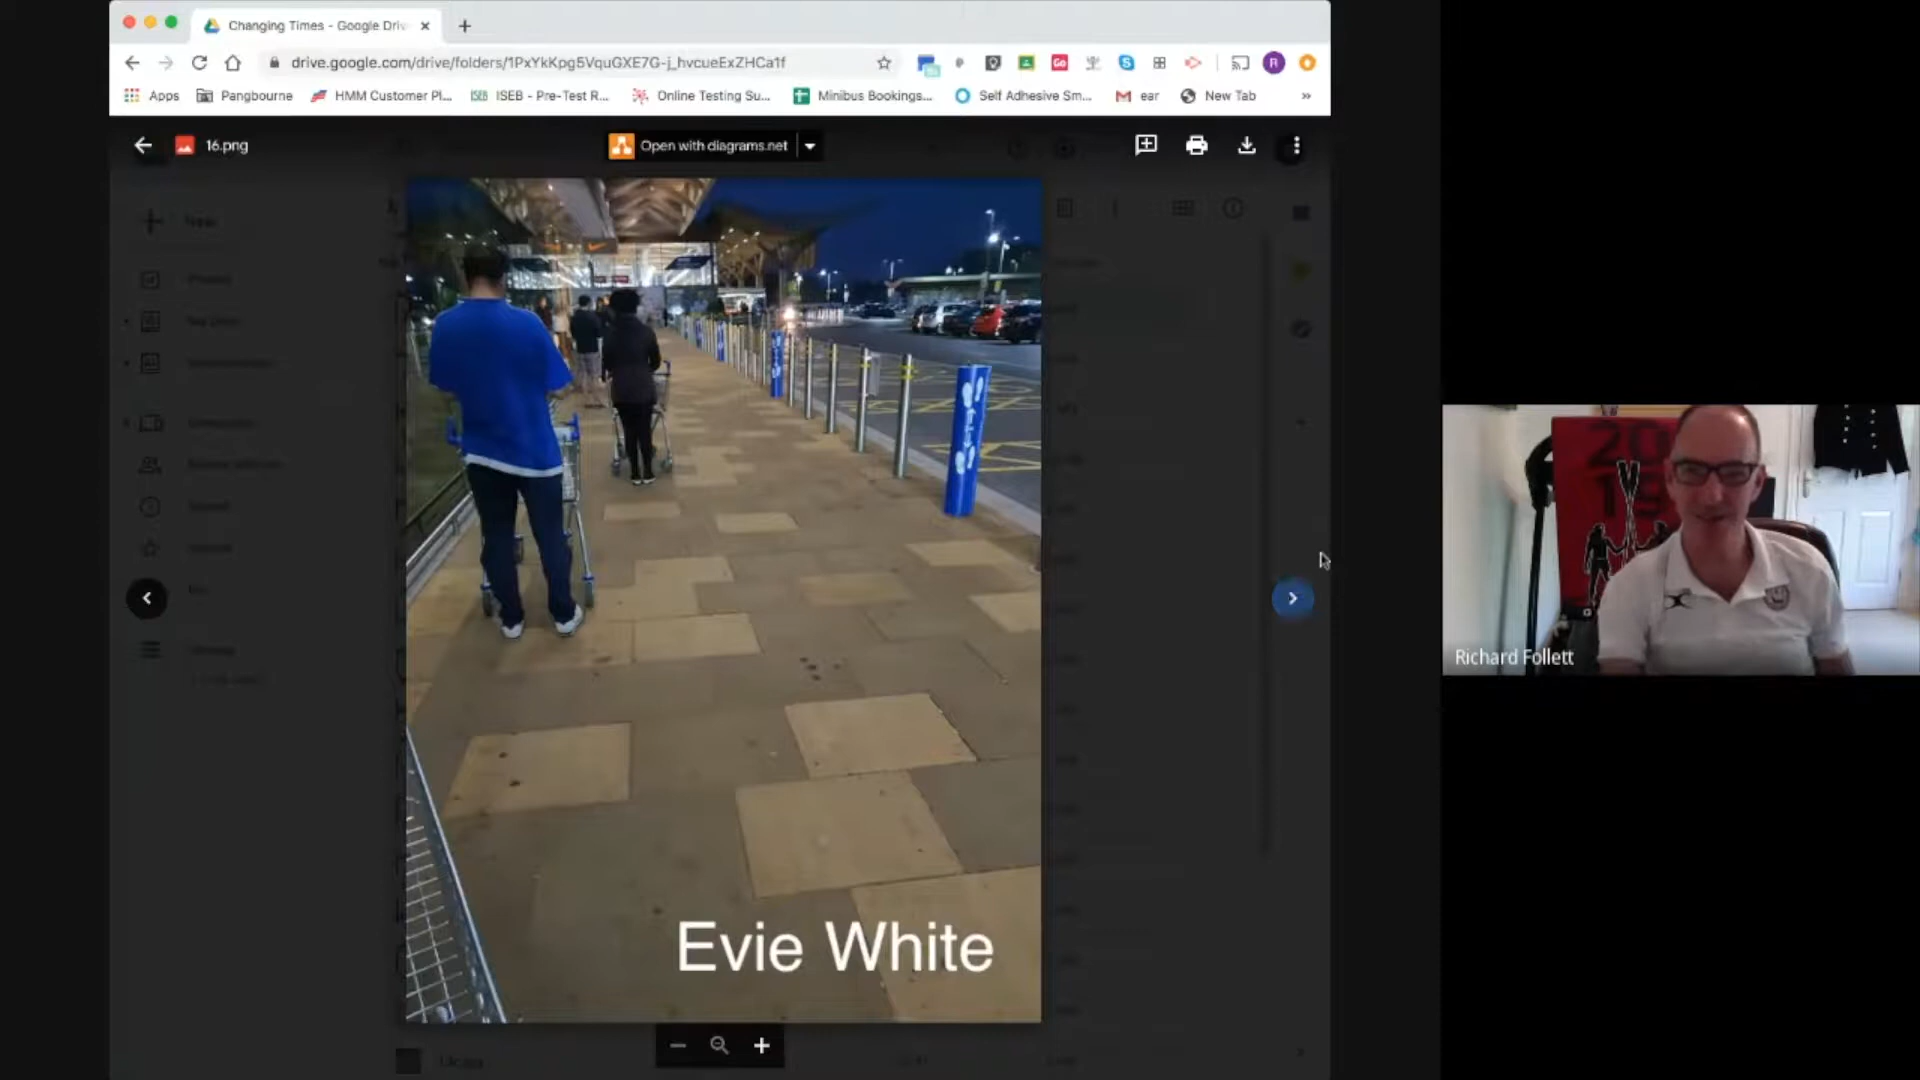 Changing Times - Google Driv
drive.google.com/drive/folders/1PxYkKpg5VquGXE7G-j_hvcueExZHCa1f
Apps Pangbourne HMM Customer Pl... ISEB - Pre-Test R... Online Testing Su... Minibus Bookings... Self Adhesive Sm... ear New Tab »
16.png Open with diagrams.net
2019
Richard Follett
Evie White